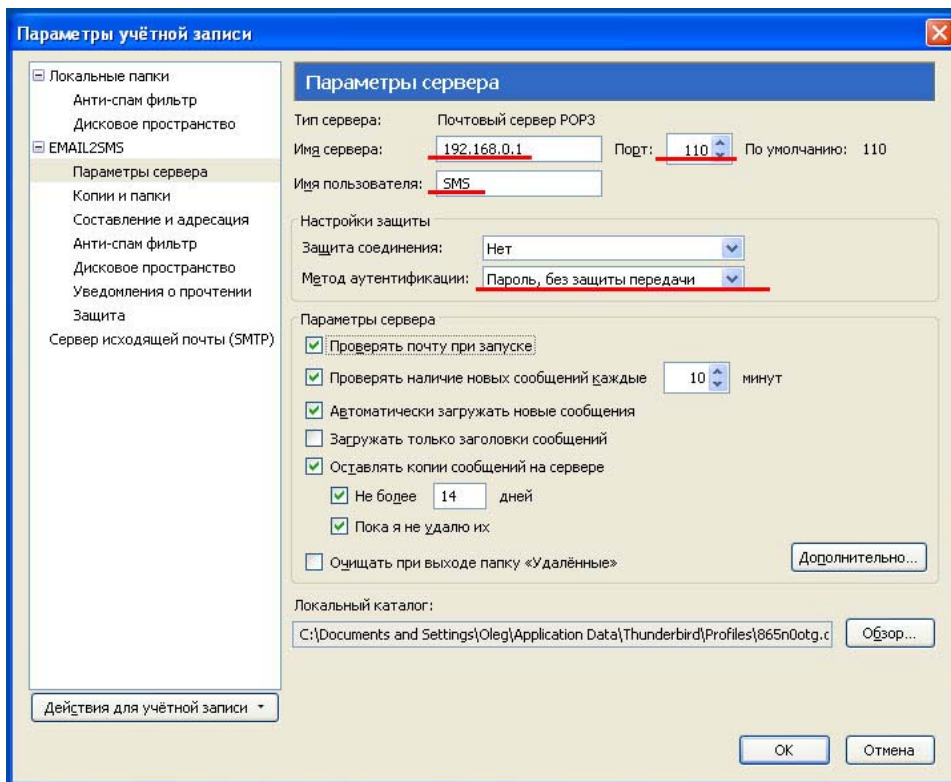 Параметры учётной записи
Локальные папки
Анти-спам фильтр
Дисковое пространство
EMAIL2SMS
Параметры сервера
Копии и папки
Составление и адресация
Анти-спам фильтр
Дисковое пространство
Уведомления о прочтении
Защита
Сервер исходящей почты (SMTP)
Действия для учётной записи
Параметры сервера
Тип сервера: Почтовый сервер POP3
Имя сервера: 192.168.0.1 Порт: 110 По умолчанию: 110
Имя пользователя: SMS
Настройки защиты
Защита соединения: Нет
Метод аутентификации: Пароль, без защиты передачи
Параметры сервера
Проверять почту при запуске
Проверять наличие новых сообщений каждые 10 минут
Автоматически загружать новые сообщения
Загружать только заголовки сообщений
Оставлять копии сообщений на сервере
Не более 14 дней
Пока я не удалю их
Очищать при выходе папку «Удалённые»
Дополнительно...
Локальный каталог:
C:\Documents and Settings\Oleg\Application Data\Thunderbird\Profiles\865n0otg.c Обзор...
OK Отмена